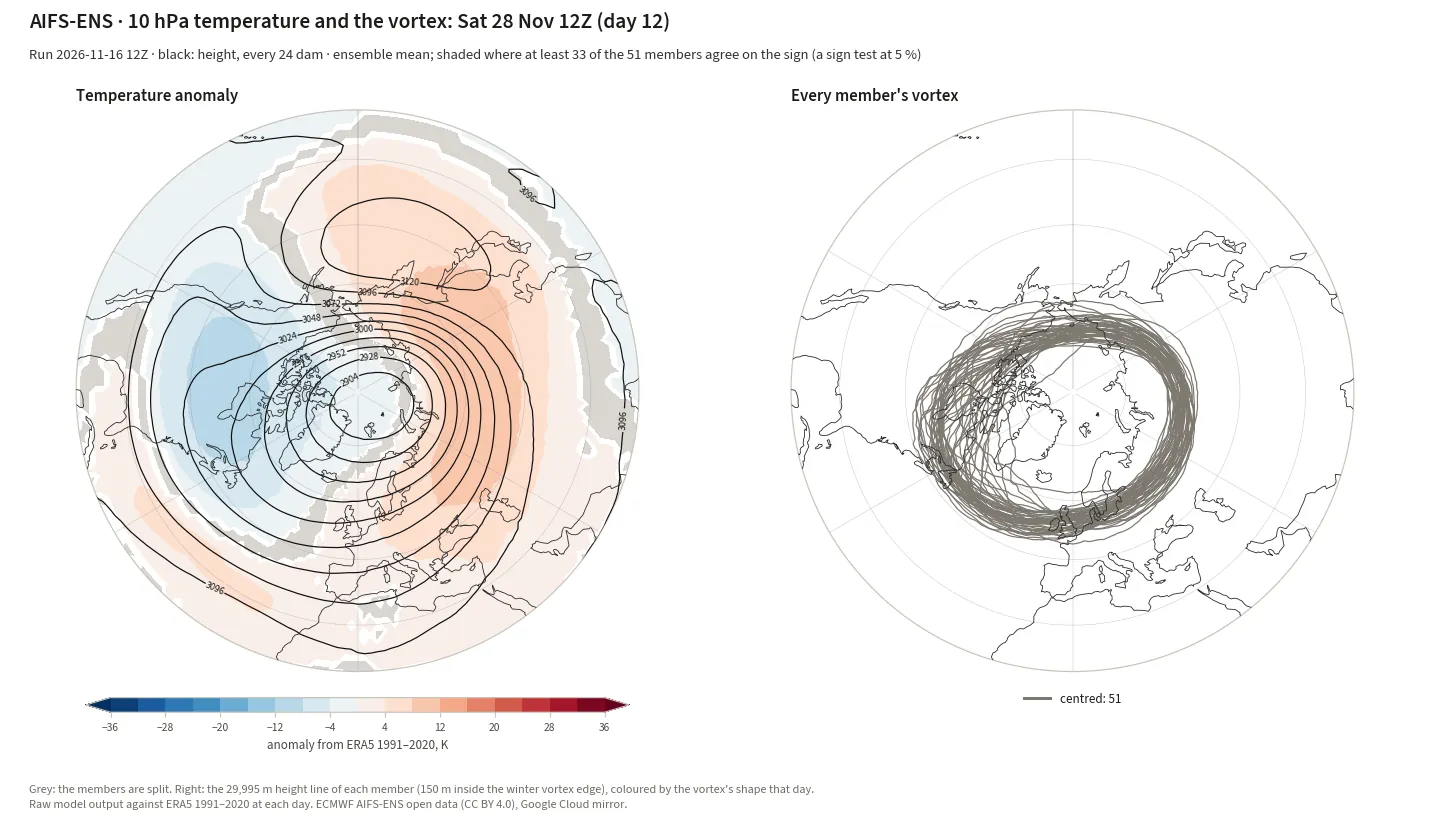 AIFS-ENS · 10 hPa temperature and the vortex: Sat 28 Nov 12Z (day 12)
Run 2026-11-16 12Z · black: height, every 24 dam · ensemble mean; shaded where at least 33 of the 51 members agree on the sign (a sign test at 5 %)
Temperature anomaly
Every member's vortex
3096
3120
3096
3072
3048
3000
3024
2952
2928
2904
3096
3096
centred: 51
−36 −28 −20 −12 −4 4 12 20 28 36
anomaly from ERA5 1991–2020, K
Grey: the members are split. Right: the 29,995 m height line of each member (150 m inside the winter vortex edge), coloured by the vortex's shape that day.
Raw model output against ERA5 1991–2020 at each day. ECMWF AIFS-ENS open data (CC BY 4.0), Google Cloud mirror.